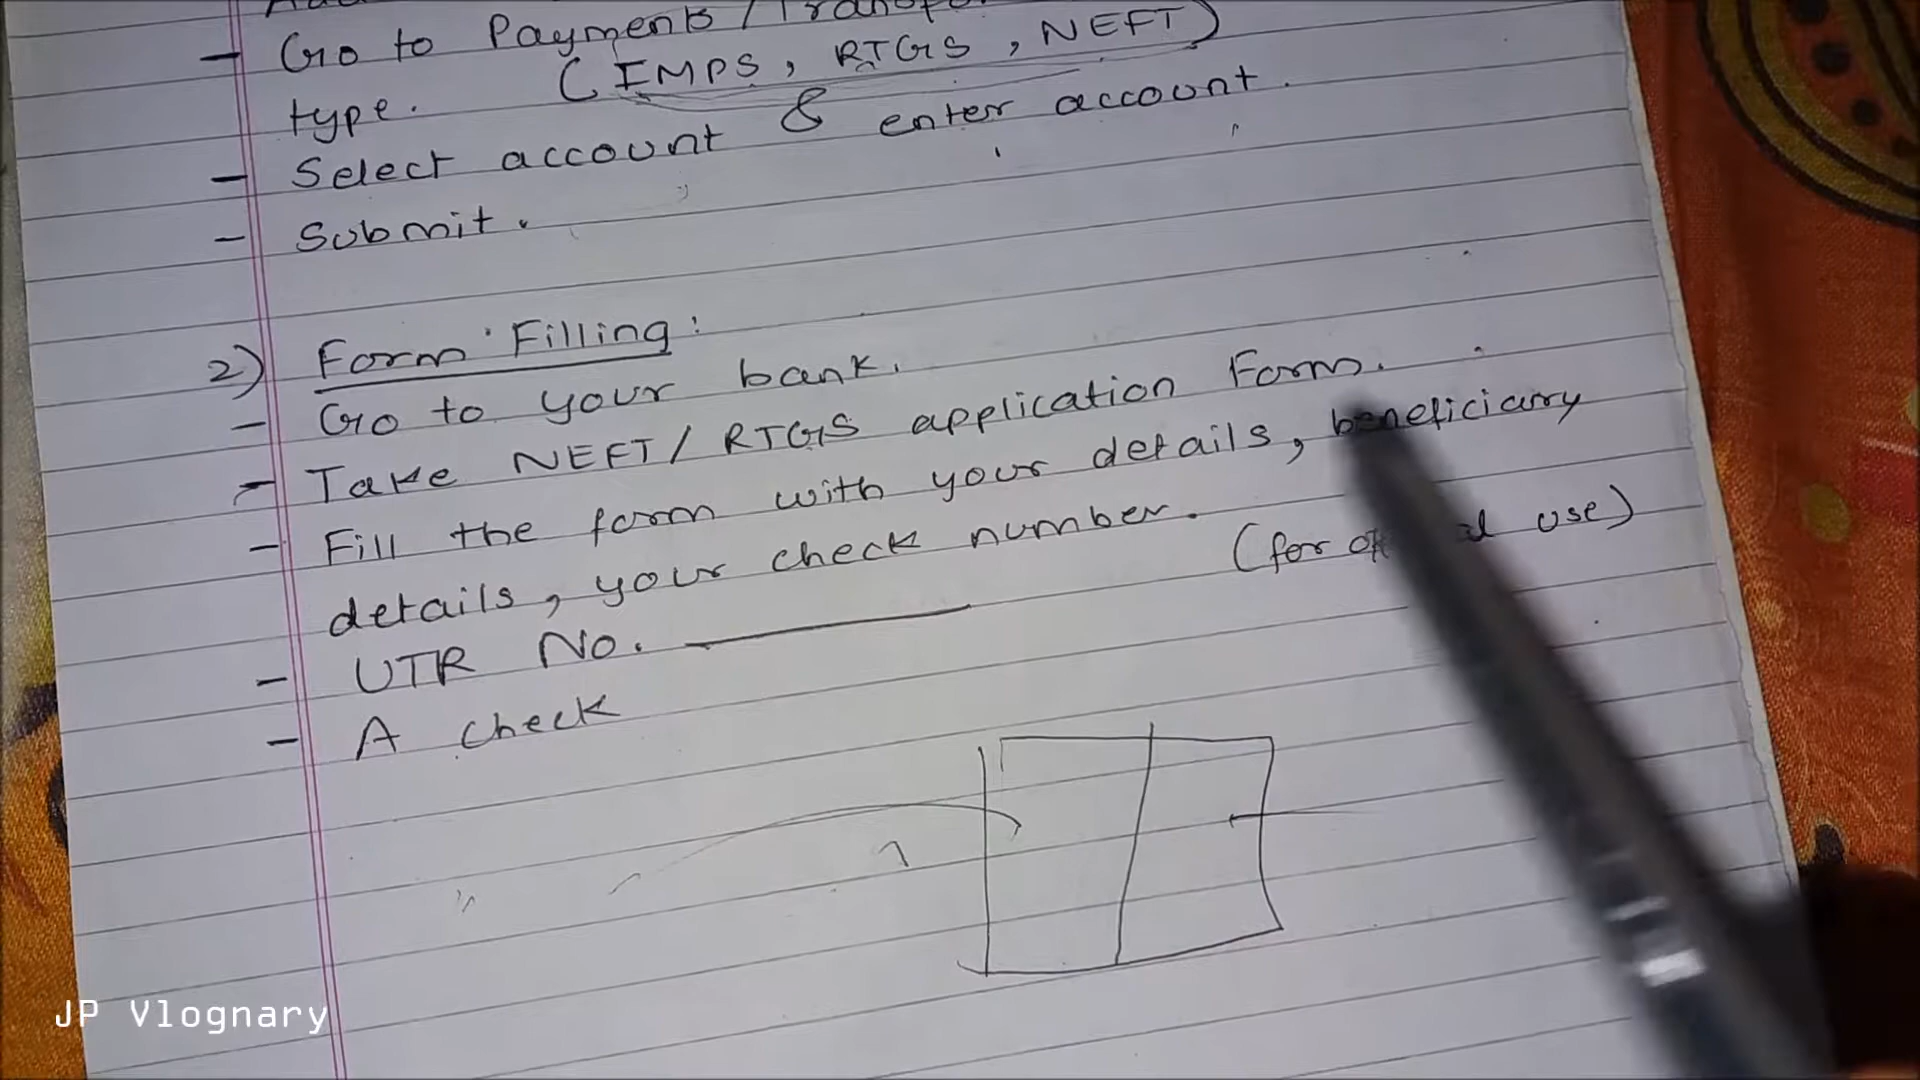 - Go to Payments /
type. (IMPS, RTGS, NEFT)
- Select account & enter account.
- Submit.
2) Form Filling:
- Go to your bank.
- Take NEFT/ RTGS application Form.
- Fill the form with your details, beneficiary
details, your check number.
- UTR No. (for use)
- A check
JP Vlognary